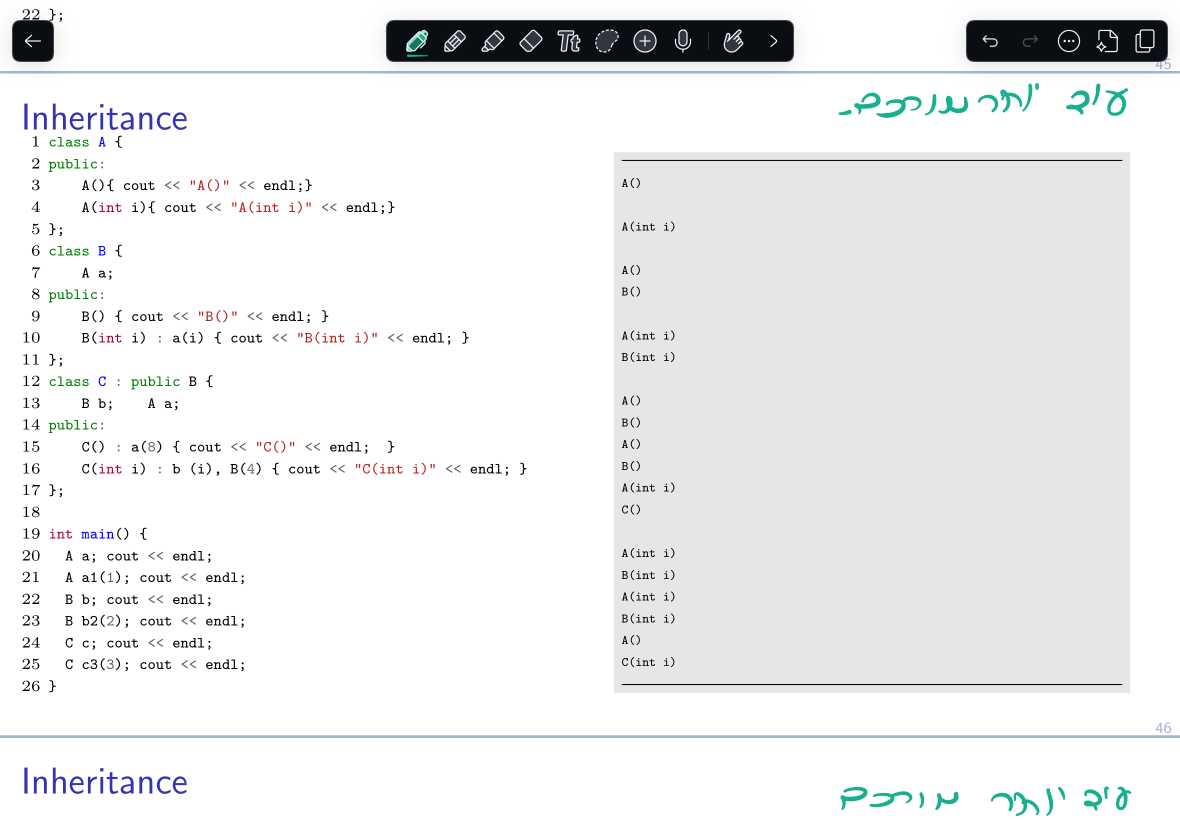 22 };
45
Inheritance
עוד יותר מורכב.
1 class A {
2 public:
3 A(){ cout << "A()" << endl;}
4 A(int i){ cout << "A(int i)" << endl;}
5 };
6 class B {
7 A a;
8 public:
9 B() { cout << "B()" << endl; }
10 B(int i) : a(i) { cout << "B(int i)" << endl; }
11 };
12 class C : public B {
13 B b; A a;
14 public:
15 C() : a(8) { cout << "C()" << endl; }
16 C(int i) : b (i), B(4) { cout << "C(int i)" << endl; }
17 };
18
19 int main() {
20 A a; cout << endl;
21 A a1(1); cout << endl;
22 B b; cout << endl;
23 B b2(2); cout << endl;
24 C c; cout << endl;
25 C c3(3); cout << endl;
26 }
A()
A(int i)
A()
B()
A(int i)
B(int i)
A()
B()
A()
B()
A(int i)
C()
A(int i)
B(int i)
A(int i)
B(int i)
A()
C(int i)
46
Inheritance
עוד יותר מורכב